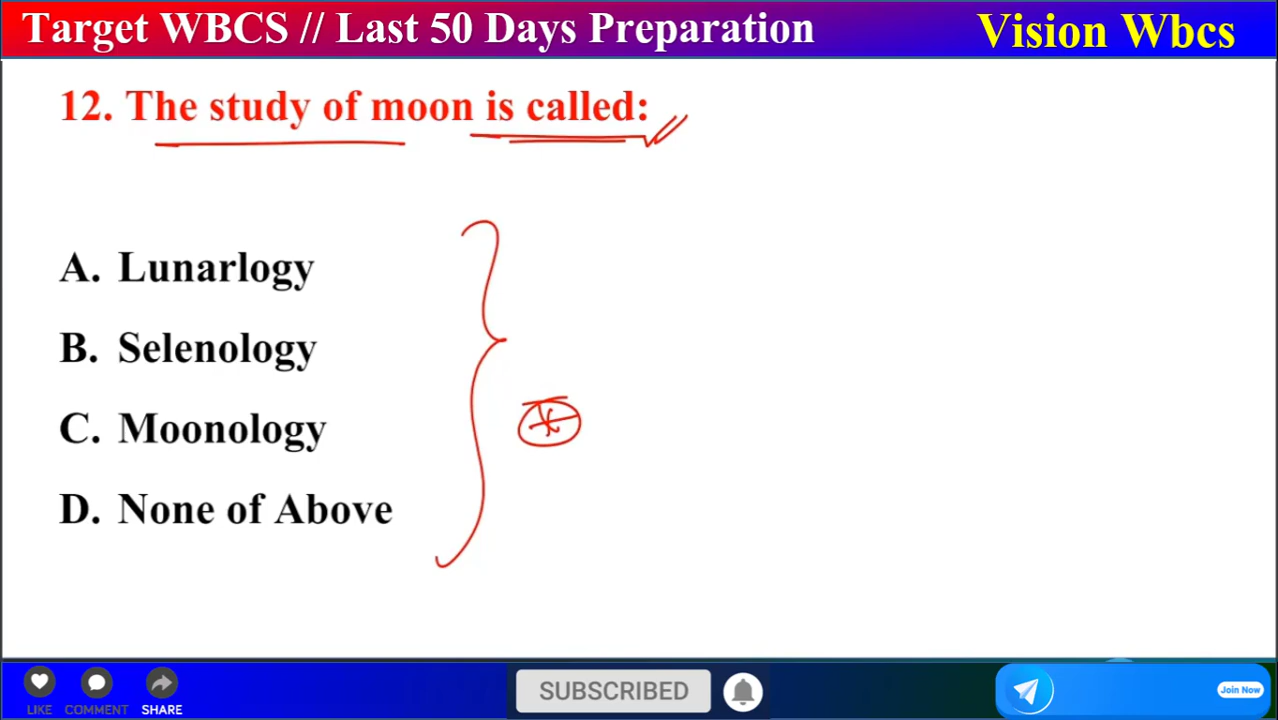 Target WBCS // Last 50 Days Preparation
Vision Wbcs
12. The study of moon is called:
A. Lunarlogy
B. Selenology
C. Moonology
D. None of Above
LIKE
COMMENT
SHARE
SUBSCRIBED
Join Now